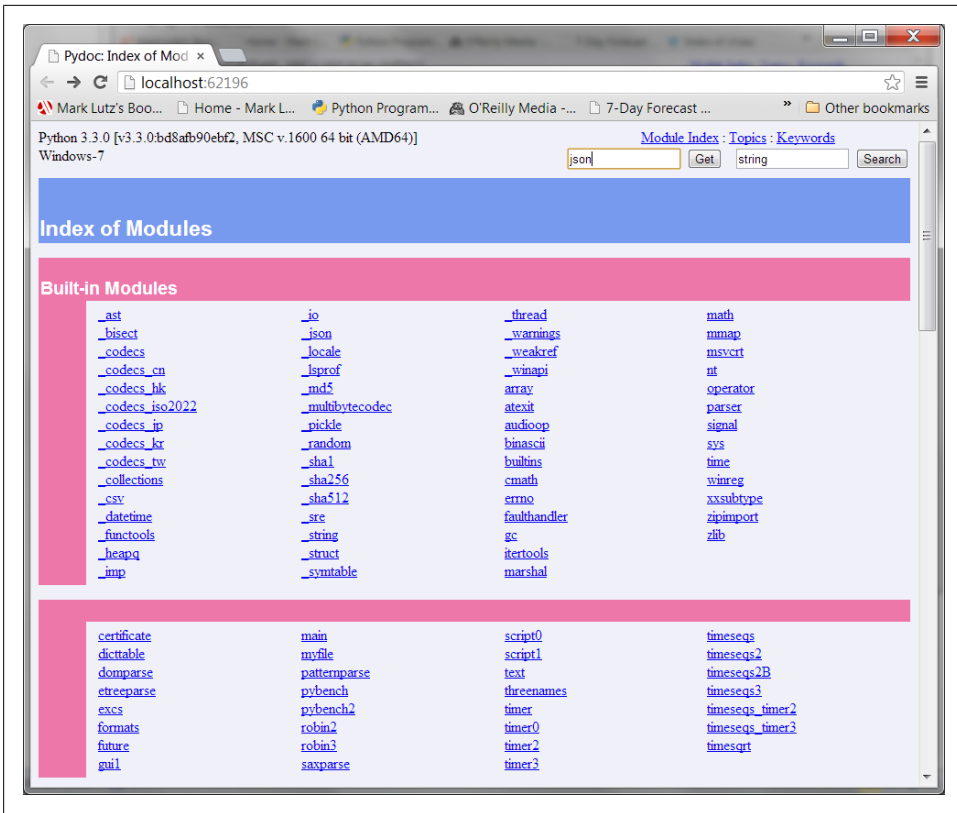 Pydoc: Index of Mod ×
localhost:62196
Mark Lutz's Boo... Home - Mark L... Python Program... O'Reilly Media -... 7-Day Forecast ... » Other bookmarks
Python 3.3.0 [v3.3.0:bd8afb90ebf2, MSC v.1600 64 bit (AMD64)]
Windows-7
Module Index : Topics : Keywords
json Get string Search
Index of Modules
Built-in Modules
_ast _io _thread math
_bisect _json _warnings mmap
_codecs _locale _weakref msvcrt
_codecs_cn _lsprof _winapi nt
_codecs_hk _md5 array operator
_codecs_iso2022 _multibytecodec atexit parser
_codecs_jp _pickle audioop signal
_codecs_kr _random binascii sys
_codecs_tw _sha1 builtins time
_collections _sha256 cmath winreg
_csv _sha512 errno xxsubtype
_datetime _sre faulthandler zipimport
_functools _string gc zlib
_heapq _struct itertools
_imp _symtable marshal
certificate main script0 timeseqs
dicttable myfile script1 timeseqs2
domparse patternparse text timeseqs2B
etreeparse pybench threenames timeseqs3
excs pybench2 timer timeseqs_timer2
formats robin2 timer0 timeseqs_timer3
future robin3 timer2 timesqrt
gui1 saxparse timer3